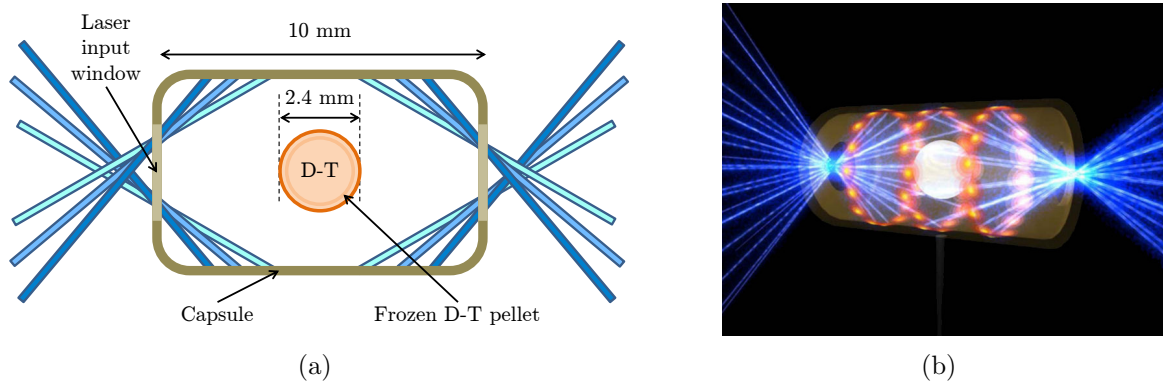 Laser
input
window
10 mm
2.4 mm
D-T
Capsule
Frozen D-T pellet
(a)
(b)